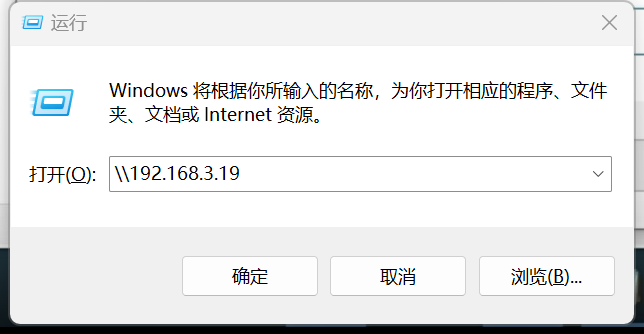 运行
Windows 将根据你所输入的名称，为你打开相应的程序、文件
夹、文档或 Internet 资源。
打开(O): \\192.168.3.19
确定 取消 浏览(B)...